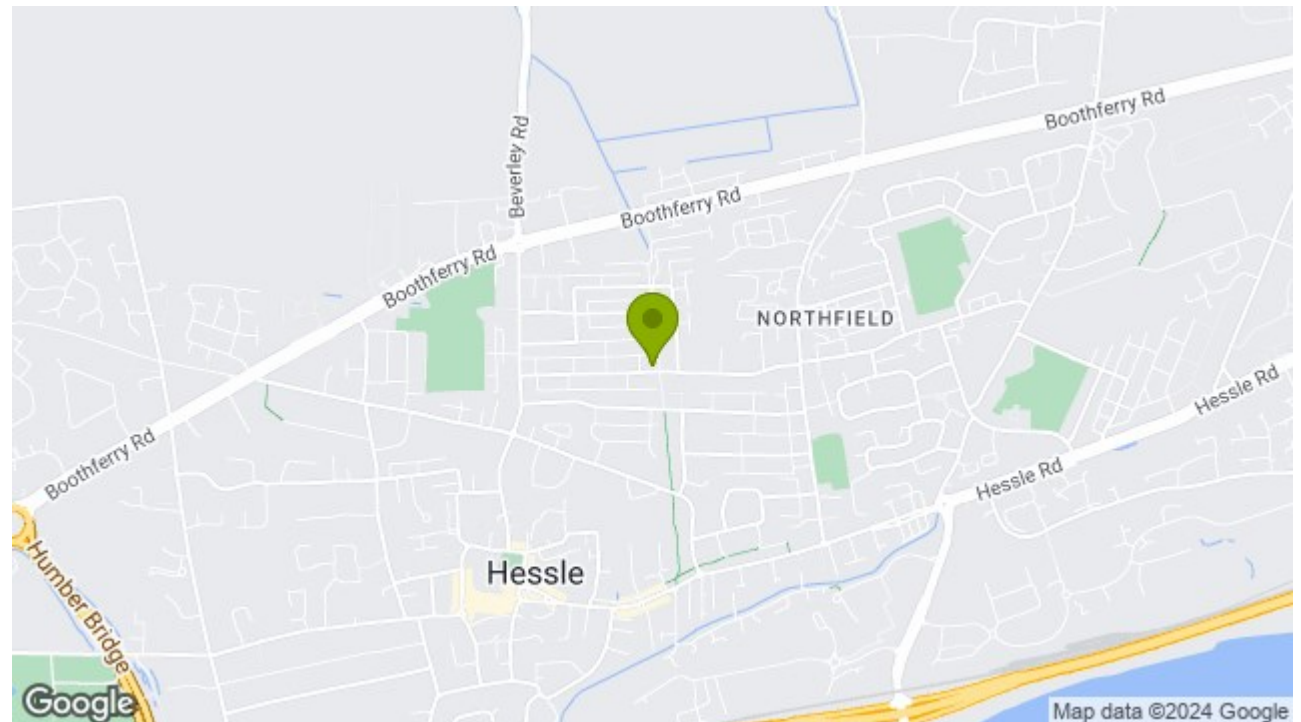 Boothferry Rd
Beverley Rd
Boothferry Rd
Boothferry Rd
NORTHFIELD
Hessle Rd
Boothferry Rd
Hessle Rd
Hessle
Humber Bridge
Google
Map data ©2024 Google